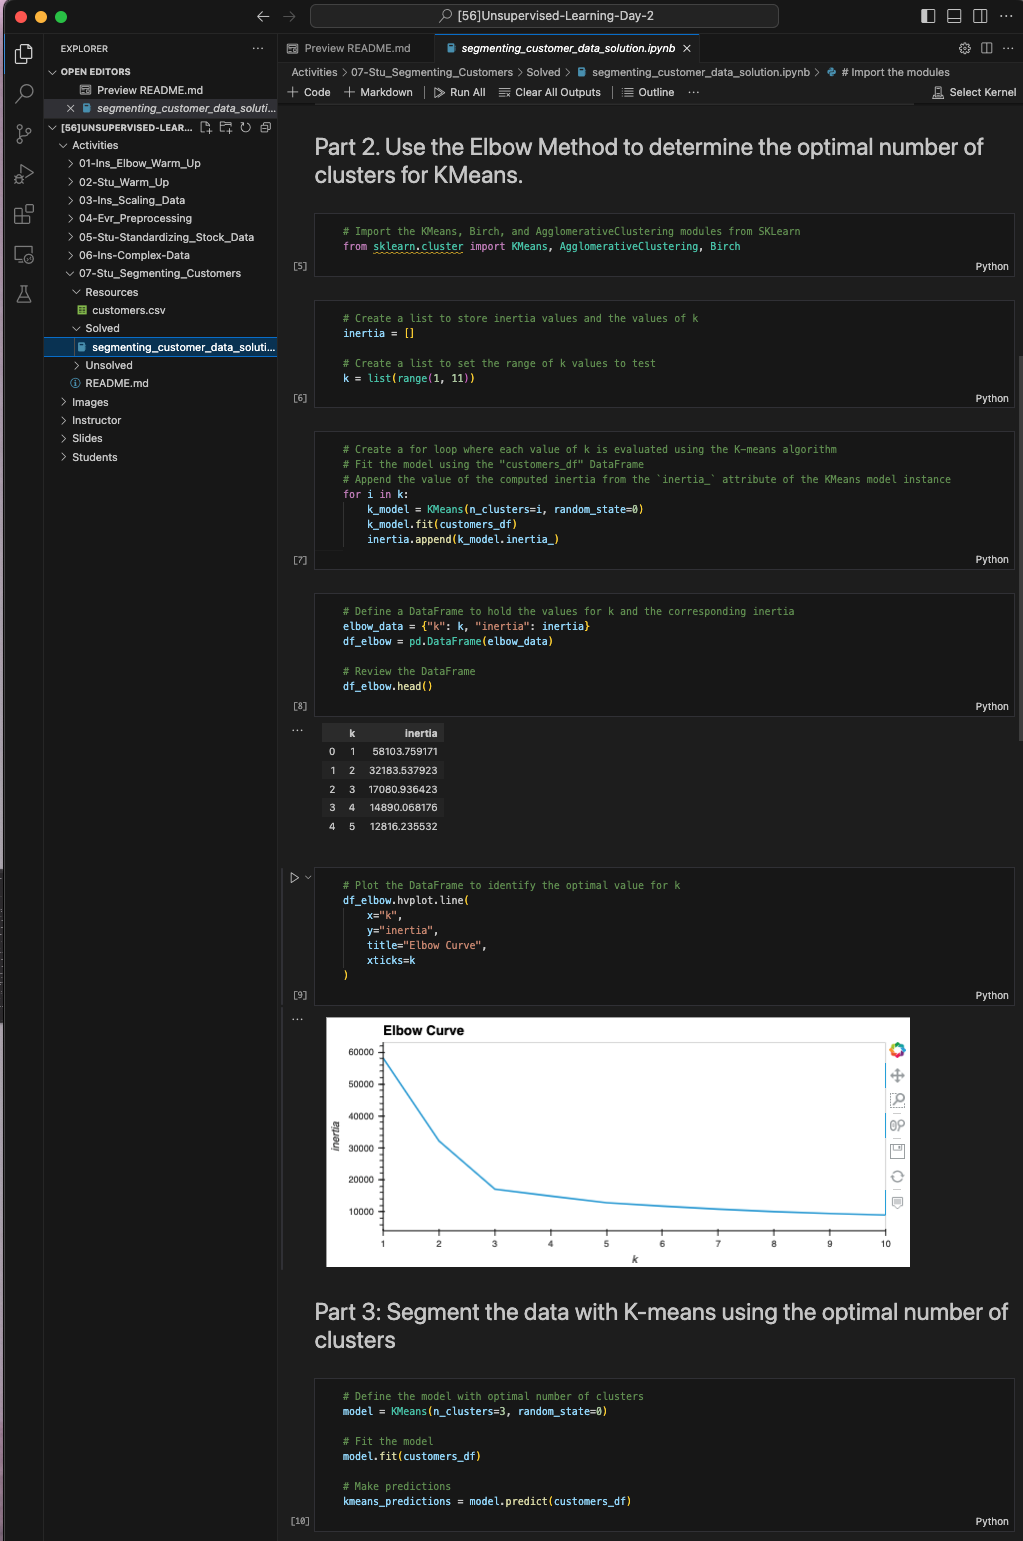 [56]Unsupervised-Learning-Day-2
EXPLORER
OPEN EDITORS
Preview README.md
segmenting_customer_data_soluti...
[56]UNSUPERVISED-LEAR...
Activities
01-Ins_Elbow_Warm_Up
02-Stu_Warm_Up
03-Ins_Scaling_Data
04-Evr_Preprocessing
05-Stu-Standardizing_Stock_Data
06-Ins-Complex-Data
07-Stu_Segmenting_Customers
Resources
customers.csv
Solved
segmenting_customer_data_soluti...
Unsolved
README.md
Images
Instructor
Slides
Students
Preview README.md
segmenting_customer_data_solution.ipynb
Activities > 07-Stu_Segmenting_Customers > Solved > segmenting_customer_data_solution.ipynb > # Import the modules
+ Code + Markdown Run All Clear All Outputs Outline ... Select Kernel
Part 2. Use the Elbow Method to determine the optimal number of
clusters for KMeans.
# Import the KMeans, Birch, and AgglomerativeClustering modules from SKLearn
from sklearn.cluster import KMeans, AgglomerativeClustering, Birch
[5]
Python
# Create a list to store inertia values and the values of k
inertia = []
# Create a list to set the range of k values to test
k = list(range(1, 11))
[6]
Python
# Create a for loop where each value of k is evaluated using the K-means algorithm
# Fit the model using the "customers_df" DataFrame
# Append the value of the computed inertia from the `inertia_` attribute of the KMeans model instance
for i in k:
k_model = KMeans(n_clusters=i, random_state=0)
k_model.fit(customers_df)
inertia.append(k_model.inertia_)
[7]
Python
# Define a DataFrame to hold the values for k and the corresponding inertia
elbow_data = {"k": k, "inertia": inertia}
df_elbow = pd.DataFrame(elbow_data)
# Review the DataFrame
df_elbow.head()
[8]
Python
k inertia
0 1 58103.759171
1 2 32183.537923
2 3 17080.936423
3 4 14890.068176
4 5 12816.235532
# Plot the DataFrame to identify the optimal value for k
df_elbow.hvplot.line(
x="k",
y="inertia",
title="Elbow Curve",
xticks=k
)
[9]
Python
Elbow Curve
60000
50000
40000
30000
20000
10000
inertia
1 2 3 4 5 6 7 8 9 10
k
Part 3: Segment the data with K-means using the optimal number of
clusters
# Define the model with optimal number of clusters
model = KMeans(n_clusters=3, random_state=0)
# Fit the model
model.fit(customers_df)
# Make predictions
kmeans_predictions = model.predict(customers_df)
[10]
Python